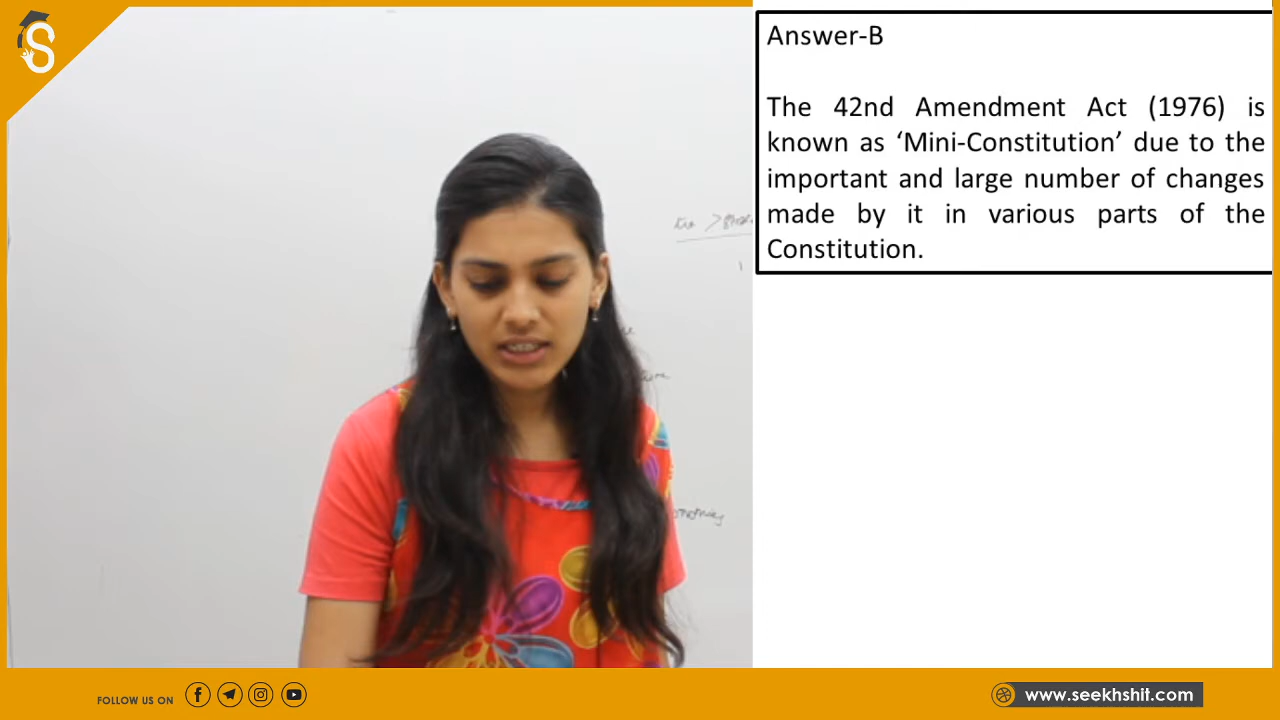 S
Answer-B
The 42nd Amendment Act (1976) is
known as ‘Mini-Constitution’ due to the
important and large number of changes
made by it in various parts of the
Constitution.
FOLLOW US ON
www.seekhshit.com